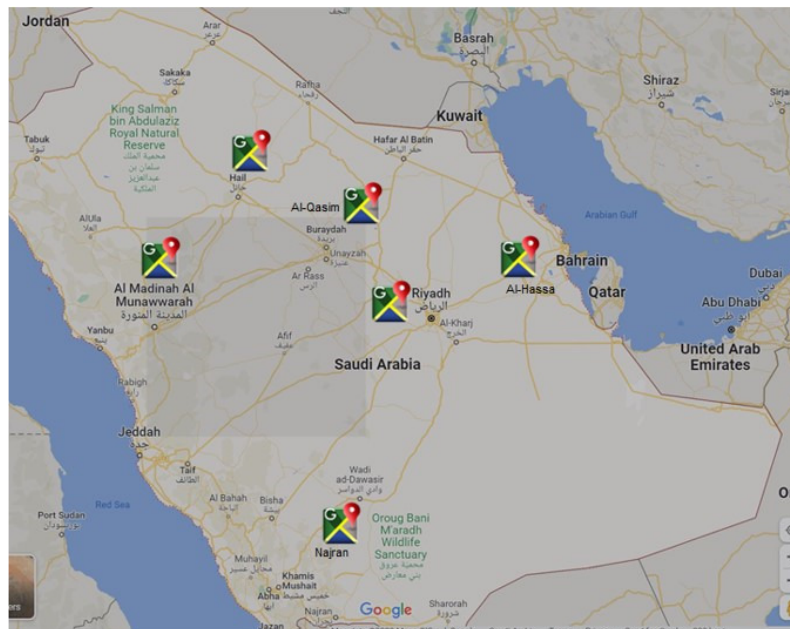 Jordan
النجف
Arar
عرعر
Basrah
البصرة
Sakaka
سكاكا
Rafha
رفحاء
Shiraz
شیراز
King Salman
bin Abdulaziz
Royal Natural
Reserve
محمية الملك
سلمان بن
عبدالعزيز
الملكية
Kuwait
Tabuk
تبوك
Hafar Al Batin
حفر الباطن
G
Hail
حائل
Al-Qasim
G
AlUla
العلا
Arabian Gulf
Buraydah
بريدة
Unayzah
عنيزة
G
G
Ar Rass
الرس
Bahrain
Al Madinah Al
Munawwarah
المدينة المنورة
G
Riyadh
الرياض
Al-Hassa
Qatar
Dubai
دبي
Abu Dhabi
أبو ظبي
Yanbu
ينبع
Afif
عفيف
Al-Kharj
الخرج
United Arab
Emirates
Saudi Arabia
Rabigh
رابغ
Jeddah
جدة
Taif
الطائف
Wadi
ad-Dawasir
وادي الدواسر
Red Sea
Al Bahah
الباحة
Bisha
بيشة
Port Sudan
بورتسودان
G
Najran
Oroug Bani
M'aradh
Wildlife
Sanctuary
محمية عروق
بني معارض
Muhayil
محايل عسير
Khamis
Mushait
خميس مشيط
Abha
أبها
Google
Najran
نجران
Sharorah
شرورة
Jazan